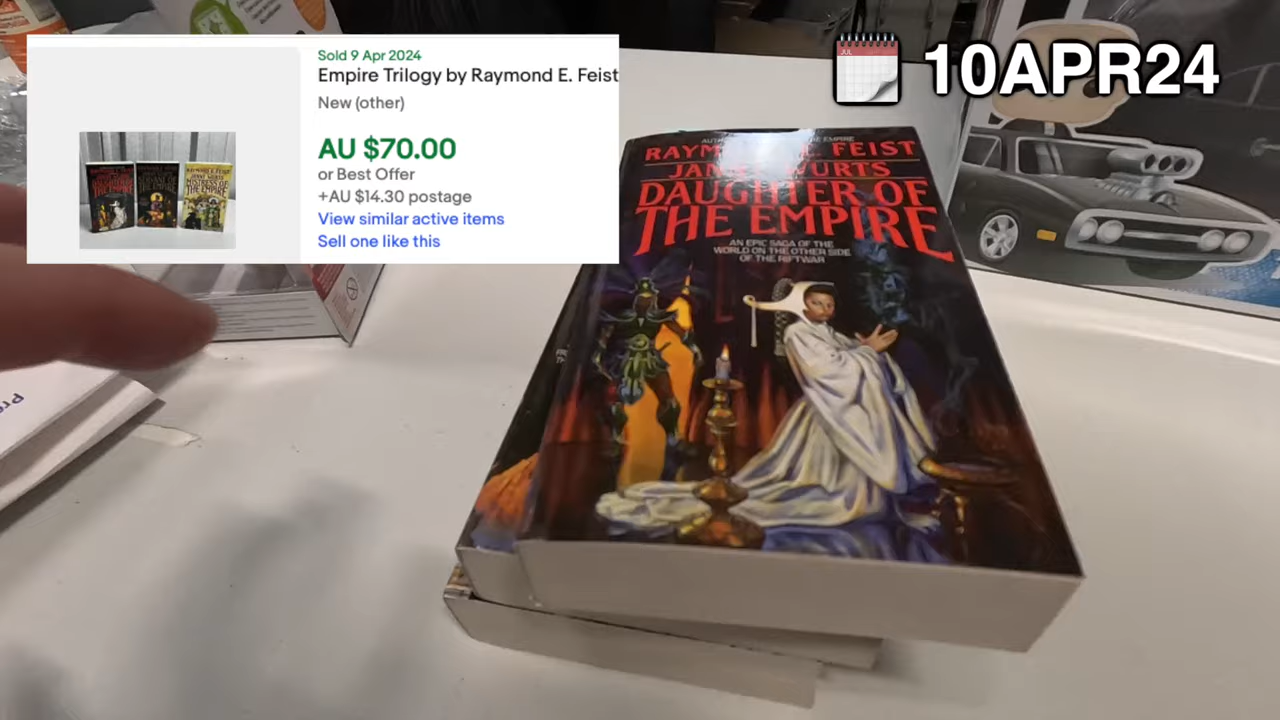 Sold 9 Apr 2024
Empire Trilogy by Raymond E. Feist
New (other)
AU $70.00
or Best Offer
+AU $14.30 postage
View similar active items
Sell one like this
JUL
10APR24
FEIST
WURTS
DAUGHTER OF
THE EMPIRE
AN EPIC SAGA OF THE
WORLD ON THE OTHER SIDE
OF THE RIFTWAR